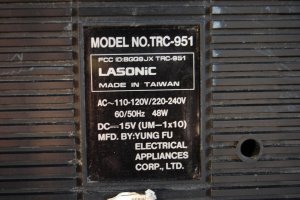 MODEL NO.TRC-951
FCC ID:BGQ9JX TRC-951
LASONIC
MADE IN TAIWAN
AC~110-120V/220-240V
60/50Hz 48W
DC⎓15V (UM-1x10)
MFD. BY:YUNG FU
ELECTRICAL
APPLIANCES
CORP., LTD.